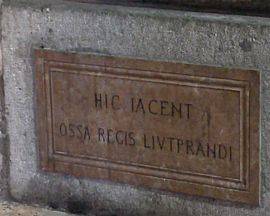 HIC IACENT
OSSA REGIS LIVTPRANDI